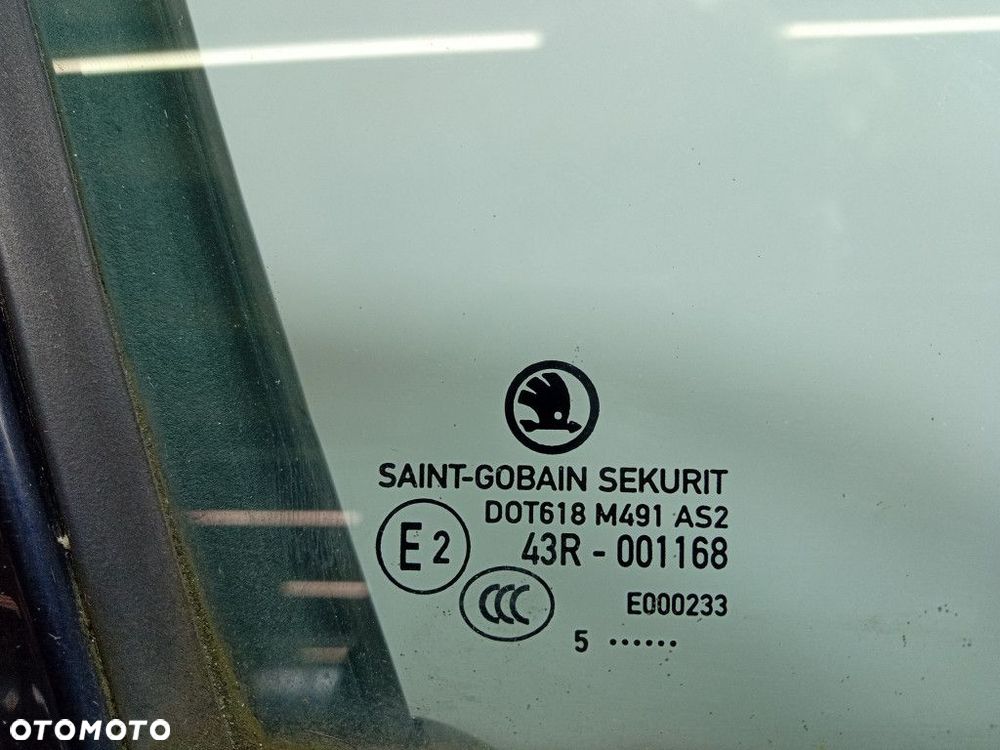 SAINT-GOBAIN SEKURIT
DOT618 M491 AS2
E2
43R - 001168
CCC
E000233
5 ······
OTOMOTO